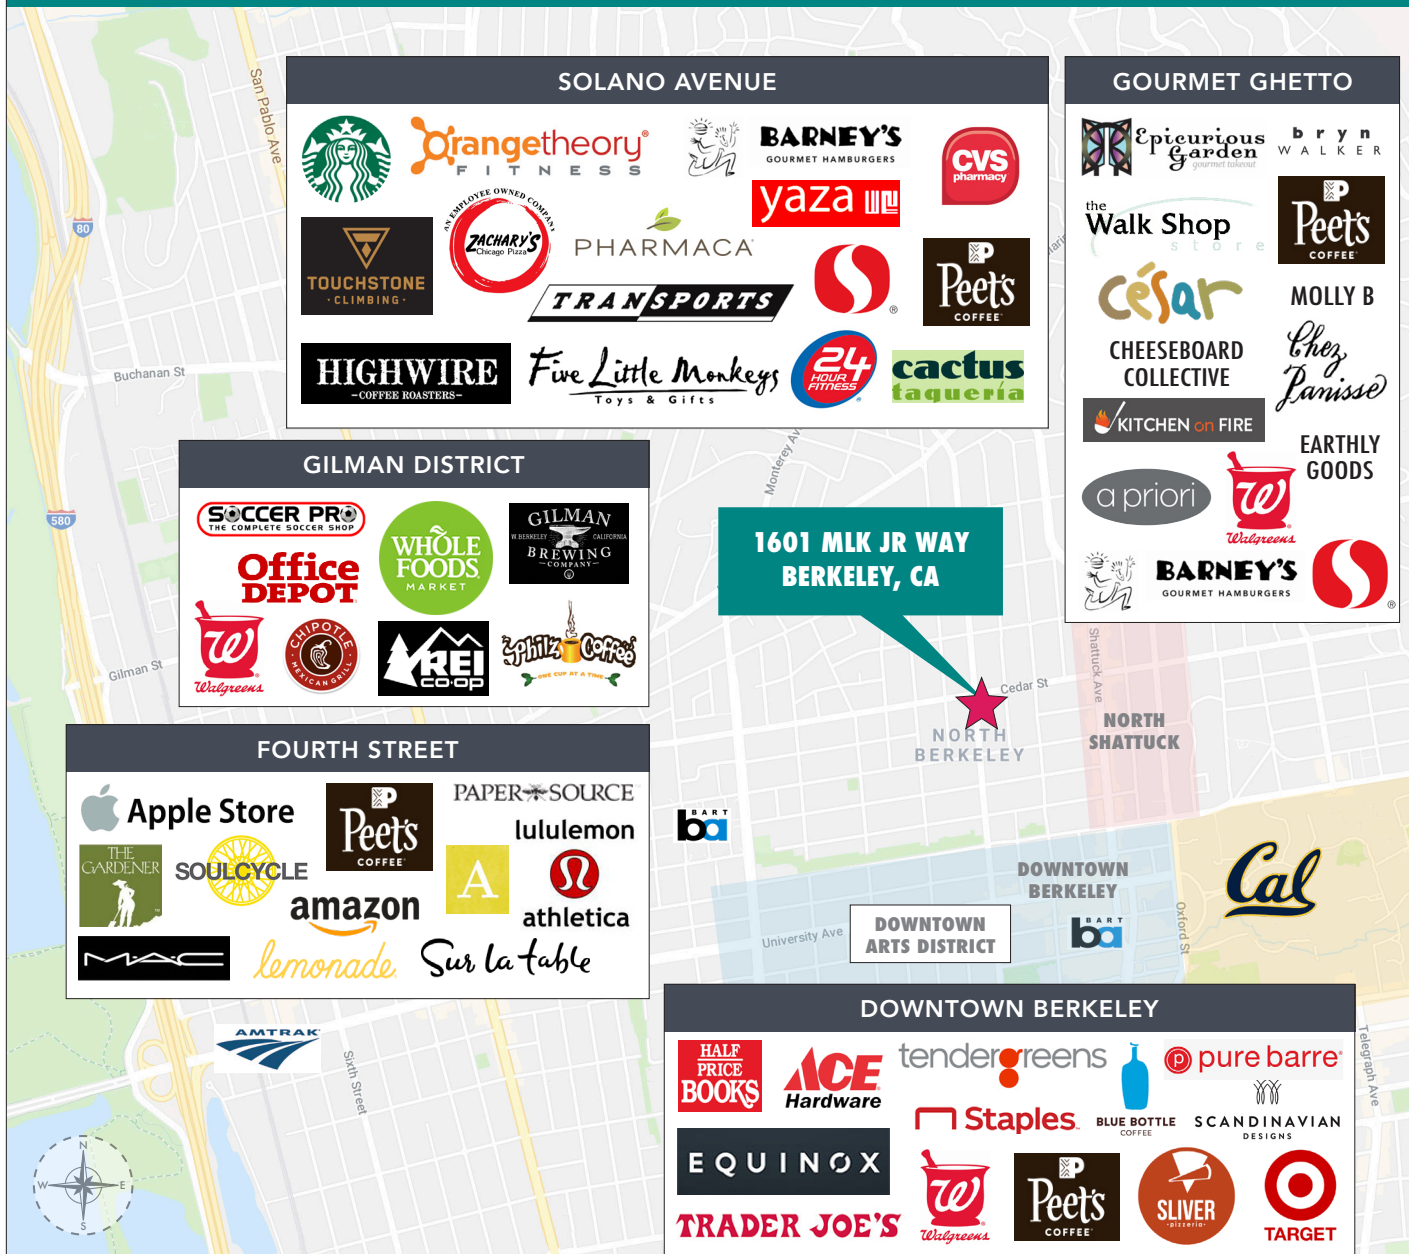 SOLANO AVENUE
Orangetheory®
FITNESS
BARNEY'S
GOURMET HAMBURGERS
CVS
pharmacy
yaza
TOUCHSTONE
·CLIMBING·
AN EMPLOYEE OWNED COMPANY
ZACHARY'S
Chicago Pizza
PHARMACA
TRANSPORTS
®
Peet's
COFFEE
HIGHWIRE
-COFFEE ROASTERS-
Five Little Monkeys
Toys & Gifts
24
HOUR
FITNESS
cactus
taquería
GOURMET GHETTO
Epicurious
Garden
gourmet takeout
bryn
WALKER
the
Walk Shop
store
Peet's
COFFEE
césar
MOLLY B
CHEESEBOARD
COLLECTIVE
Chez
Panisse
KITCHEN on FIRE
EARTHLY
GOODS
a priori
W
Walgreens
BARNEY'S
GOURMET HAMBURGERS
®
GILMAN DISTRICT
SOCCER PRO
THE COMPLETE SOCCER SHOP
Office
DEPOT
WHOLE
FOODS
MARKET
GILMAN
W. BERKELEY CALIFORNIA
BREWING
-COMPANY-
W
Walgreens
CHIPOTLE
MEXICAN GRILL
REI
co·op
Philz Coffee
ONE CUP AT A TIME
1601 MLK JR WAY
BERKELEY, CA
FOURTH STREET
Apple Store
Peet's
COFFEE
PAPER SOURCE
lululemon
athletica
THE
GARDENER
SOULCYCLE
A
amazon
M·A·C
lemonade
Sur la table
DOWNTOWN BERKELEY
HALF
PRICE
BOOKS
ACE
Hardware
tendergreens
p pure barre
Staples
BLUE BOTTLE
COFFEE
SCANDINAVIAN
DESIGNS
EQUINOX
TRADER JOE'S
W
Walgreens
Peet's
COFFEE
SLIVER
·pizzeria·
TARGET
San Pablo Ave
80
Buchanan St
580
Gilman St
Monterey Av
Cedar St
Shattuck Ave
NORTH
BERKELEY
NORTH
SHATTUCK
BART
ba
DOWNTOWN
BERKELEY
BART
ba
University Ave
DOWNTOWN
ARTS DISTRICT
Oxford St
Cal
AMTRAK
Sixth Street
Telegraph Ave
N
W
E
S